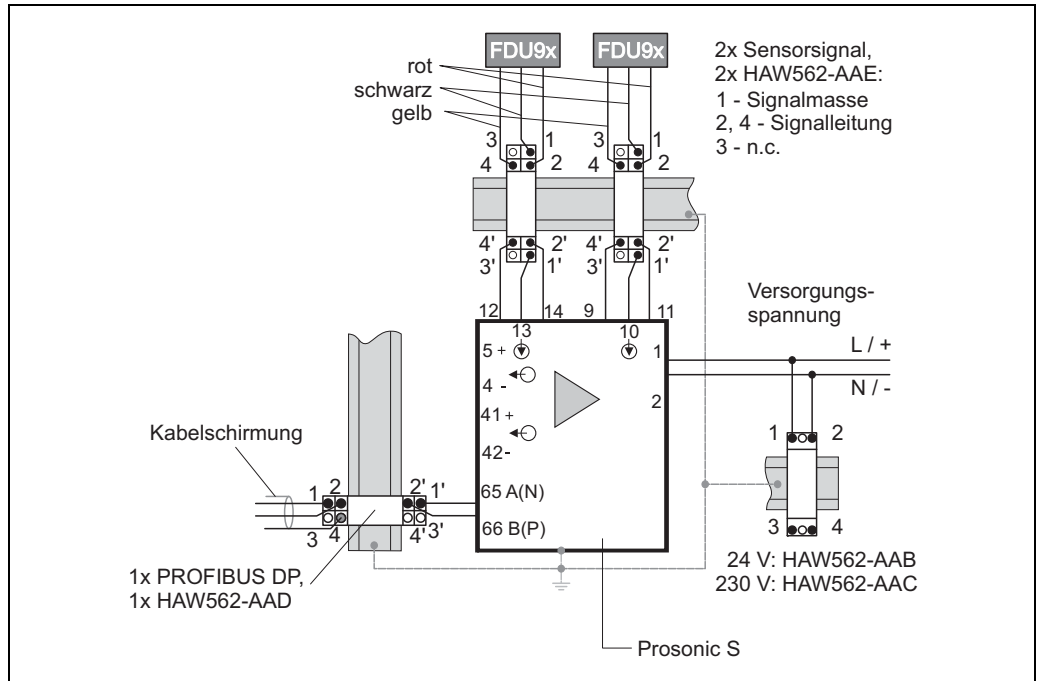 FDU9x FDU9x
rot
schwarz
gelb
2x Sensorsignal,
2x HAW562-AAE:
1 - Signalmasse
2, 4 - Signalleitung
3 - n.c.
3 1 3 1
4 2 4 2
4' 2' 4' 2'
3' 1' 3' 1'
12 14 9 11
13 10
5 +
4 -
41 +
42 -
65 A(N)
66 B(P)
1
2
Versorgungs-
spannung
L / +
N / -
1 2
3 4
24 V: HAW562-AAB
230 V: HAW562-AAC
Kabelschirmung
1 2 2' 1'
3 4 4' 3'
1x PROFIBUS DP,
1x HAW562-AAD
Prosonic S